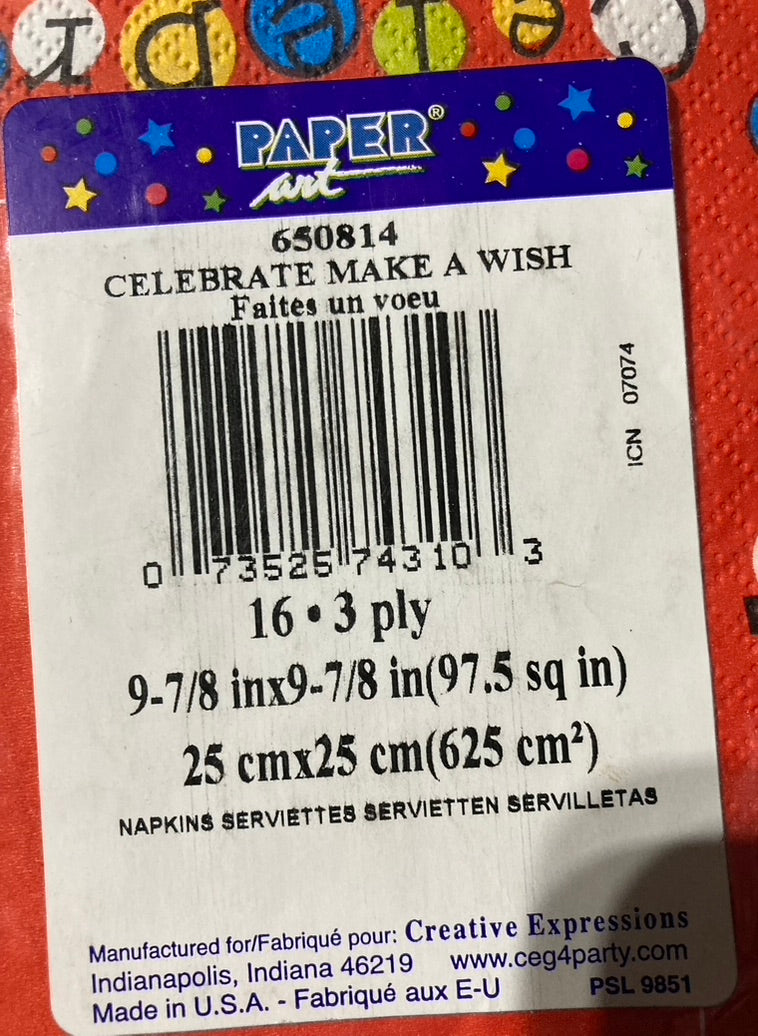 CELEBR
PAPER®
art
650814
CELEBRATE MAKE A WISH
Faites un voeu
ICN 07074
0 73525 74310 3
16 • 3 ply
9-7/8 inx9-7/8 in(97.5 sq in)
25 cmx25 cm(625 cm²)
NAPKINS SERVIETTES SERVIETTEN SERVILLETAS
Manufactured for/Fabriqué pour: Creative Expressions
Indianapolis, Indiana 46219 www.ceg4party.com
Made in U.S.A. - Fabriqué aux E-U PSL 9851